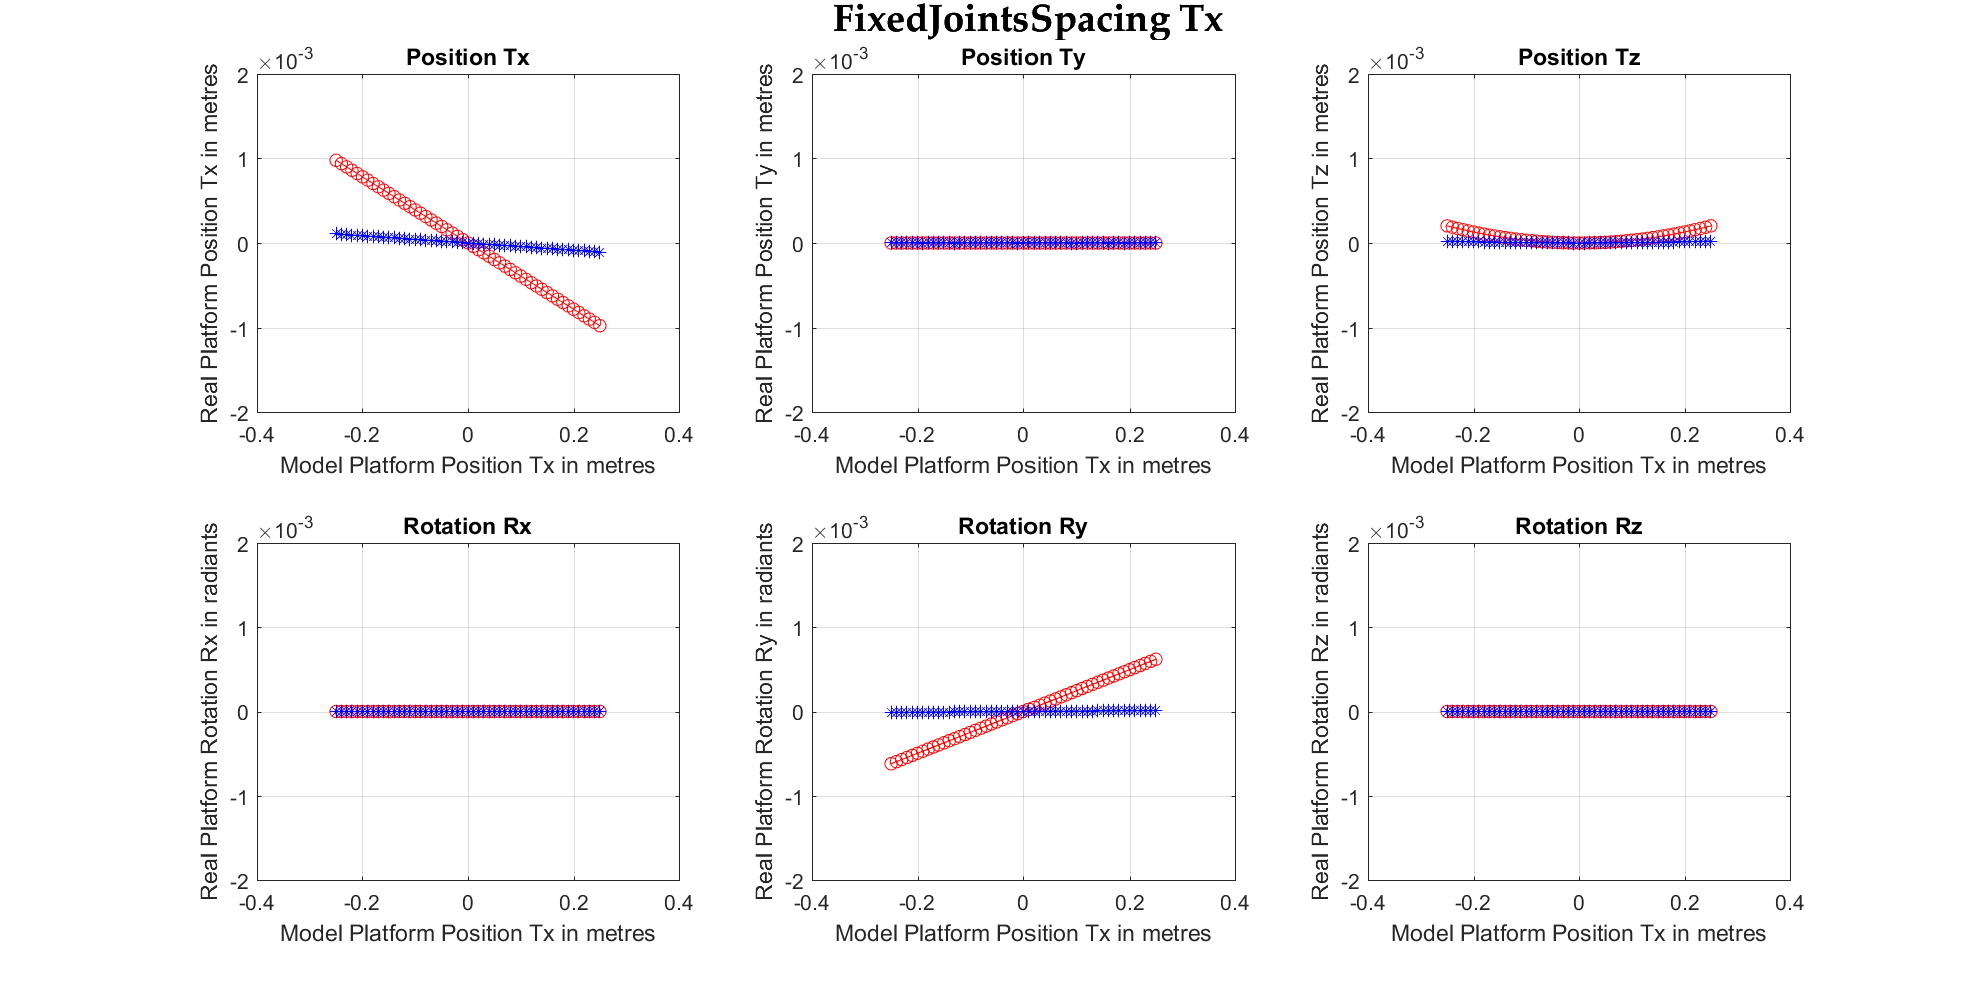 FixedJointsSpacing Tx
Position Tx
×10-3
Real Platform Position Tx in metres
2
1
0
-1
-2
-0.4 -0.2 0 0.2 0.4
Model Platform Position Tx in metres
Position Ty
×10-3
Real Platform Position Ty in metres
2
1
0
-1
-2
-0.4 -0.2 0 0.2 0.4
Model Platform Position Tx in metres
Position Tz
×10-3
Real Platform Position Tz in metres
2
1
0
-1
-2
-0.4 -0.2 0 0.2 0.4
Model Platform Position Tx in metres
Rotation Rx
×10-3
Real Platform Rotation Rx in radiants
2
1
0
-1
-2
-0.4 -0.2 0 0.2 0.4
Model Platform Position Tx in metres
Rotation Ry
×10-3
Real Platform Rotation Ry in radiants
2
1
0
-1
-2
-0.4 -0.2 0 0.2 0.4
Model Platform Position Tx in metres
Rotation Rz
×10-3
Real Platform Rotation Rz in radiants
2
1
0
-1
-2
-0.4 -0.2 0 0.2 0.4
Model Platform Position Tx in metres